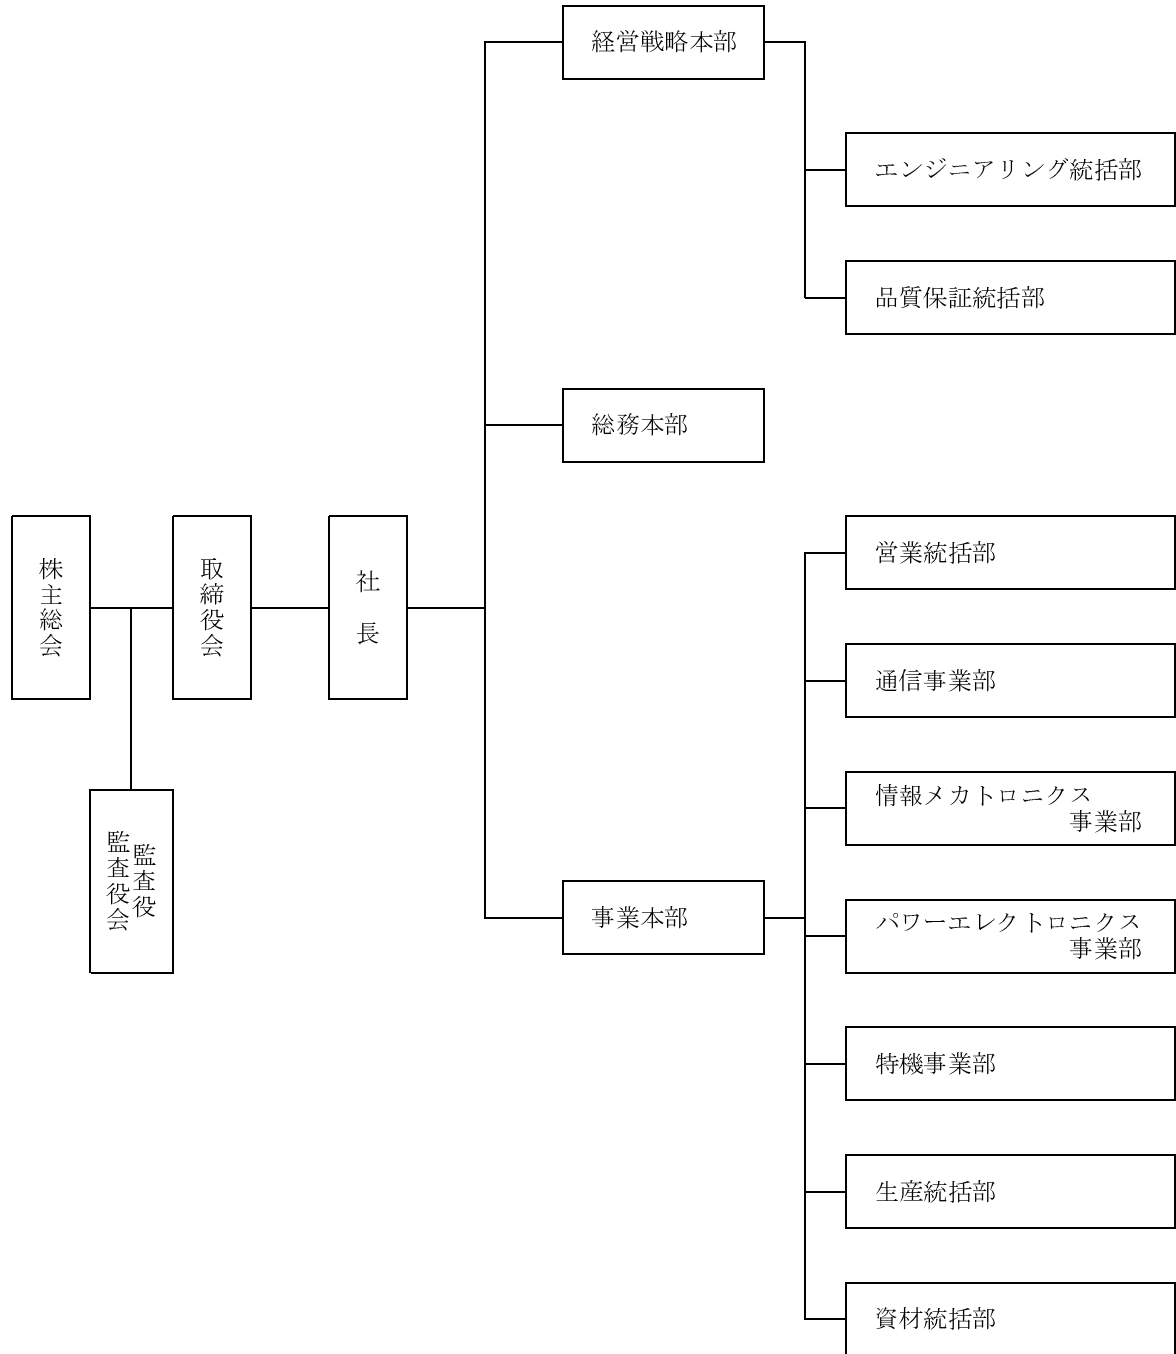 経営戦略本部
エンジニアリング統括部
品質保証統括部
総務本部
株主総会
取締役会
社長
監査役
監査役会
事業本部
営業統括部
通信事業部
情報メカトロニクス
事業部
パワーエレクトロニクス
事業部
特機事業部
生産統括部
資材統括部